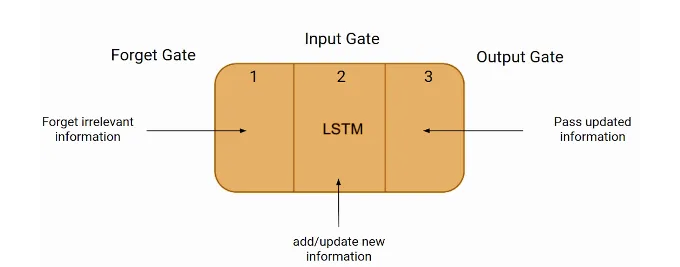 Input Gate
Forget Gate
Output Gate
1
2
3
Forget irrelevant
information
LSTM
Pass updated
information
add/update new
information